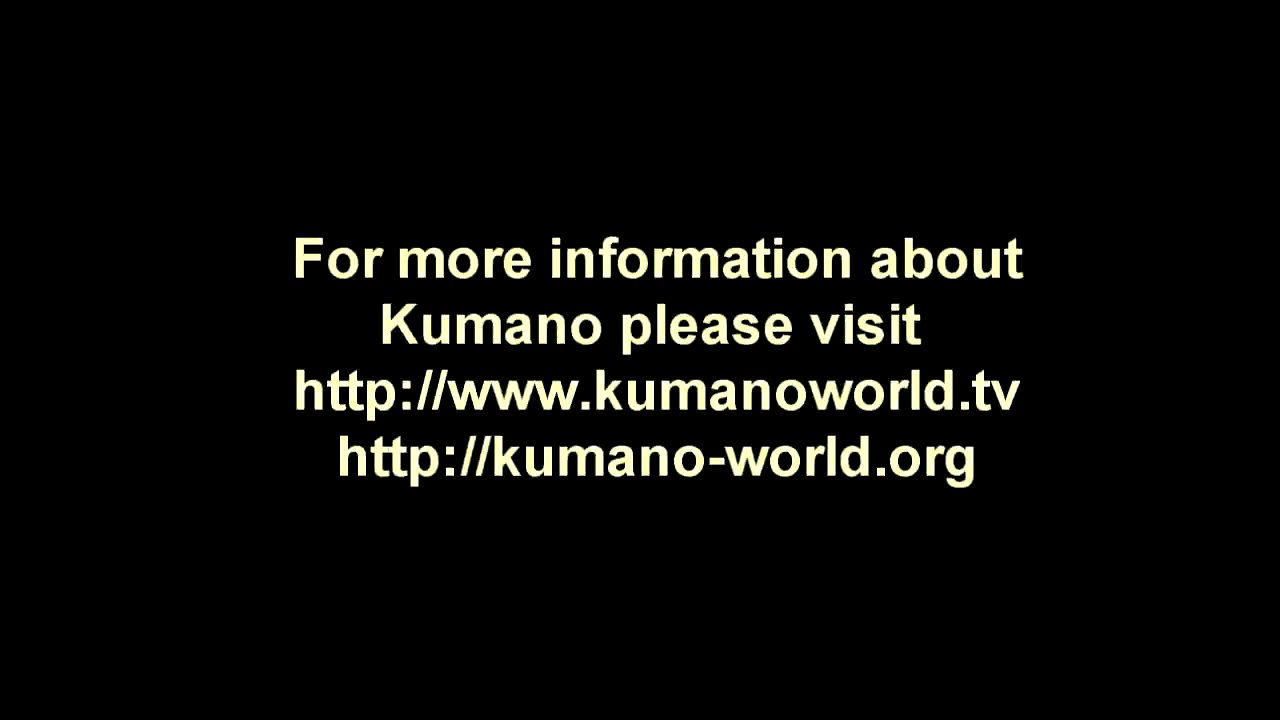 For more information about
Kumano please visit
http://www.kumanoworld.tv
http://kumano-world.org